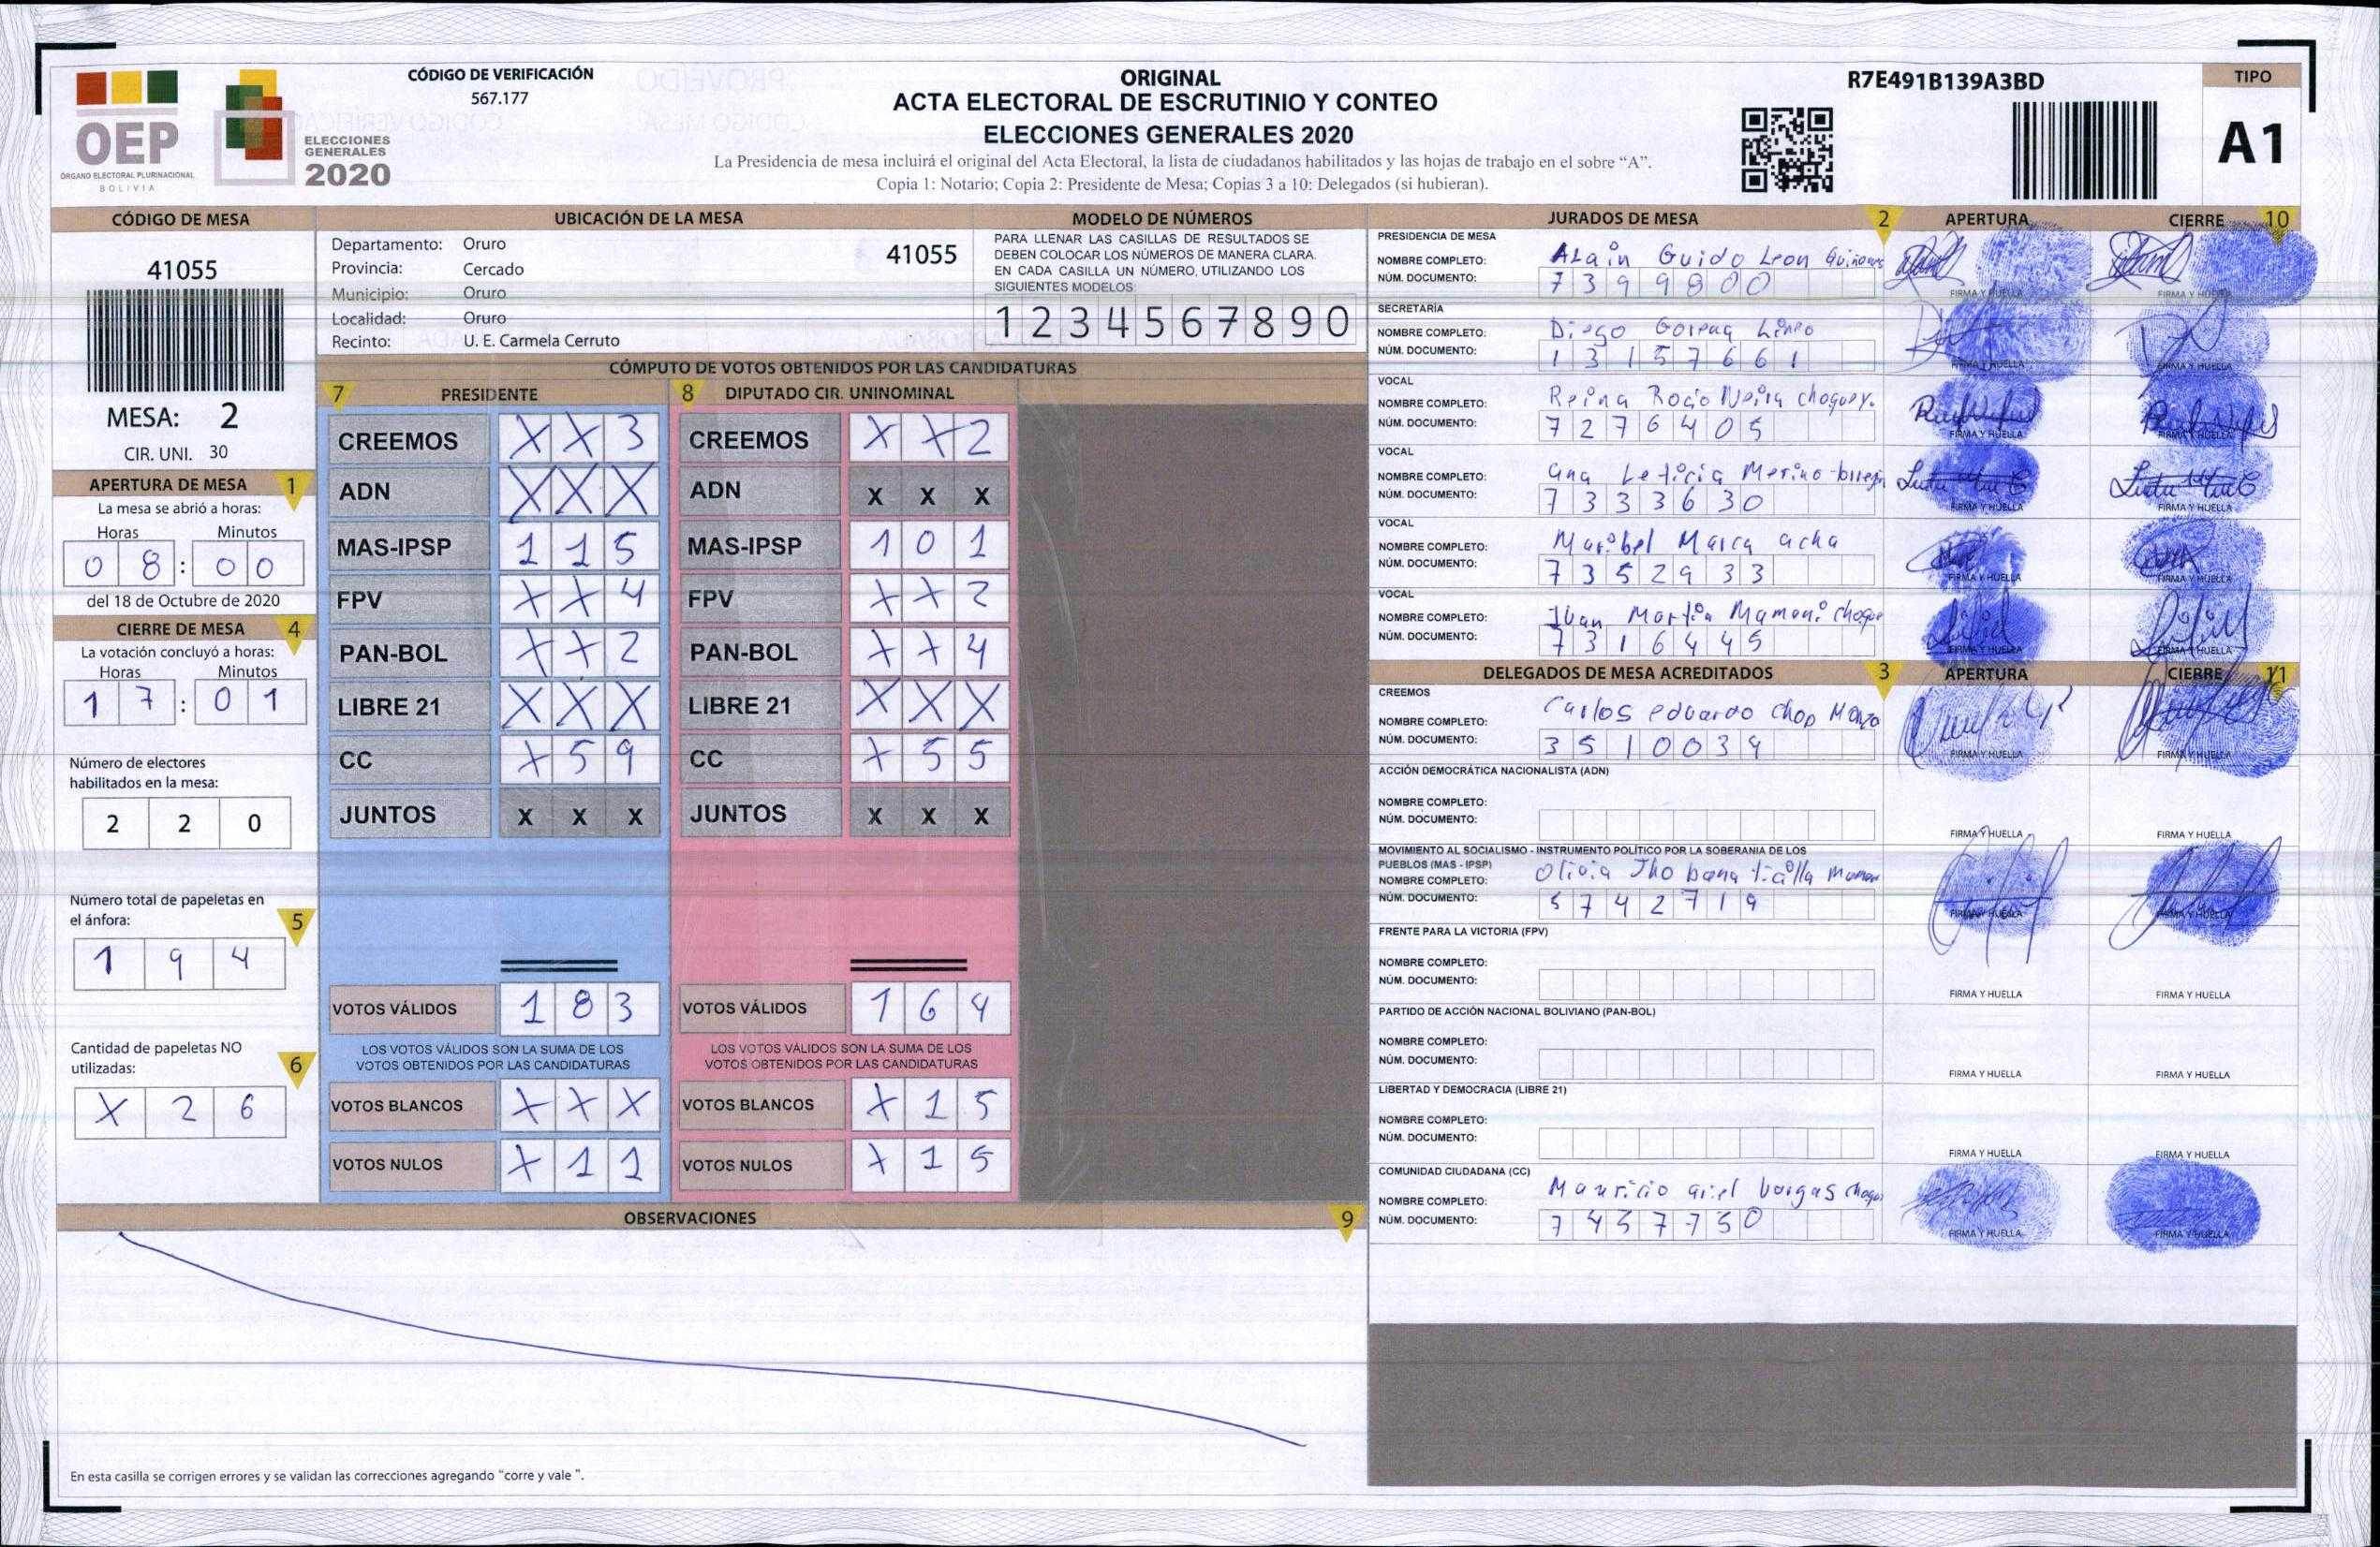 CÓDIGO DE VERIFICACIÓN
567.177
OEP
ÓRGANO ELECTORAL PLURINACIONAL
BOLIVIA
ELECCIONES
GENERALES
2020
ORIGINAL
ACTA ELECTORAL DE ESCRUTINIO Y CONTEO
ELECCIONES GENERALES 2020
La Presidencia de mesa incluirá el original del Acta Electoral, la lista de ciudadanos habilitados y las hojas de trabajo en el sobre “A”.
Copia 1: Notario; Copia 2: Presidente de Mesa; Copias 3 a 10: Delegados (si hubieran).
R7E491B139A3BD
TIPO
A1
CÓDIGO DE MESA
41055
MESA: 2
CIR. UNI. 30
APERTURA DE MESA 1
La mesa se abrió a horas:
Horas Minutos
0 8 : 0 0
del 18 de Octubre de 2020
CIERRE DE MESA 4
La votación concluyó a horas:
Horas Minutos
1 7 : 0 1
Número de electores
habilitados en la mesa:
2 2 0
Número total de papeletas en
el ánfora: 5
1 9 4
Cantidad de papeletas NO
utilizadas: 6
X 2 6
UBICACIÓN DE LA MESA
Departamento: Oruro 41055
Provincia: Cercado
Municipio: Oruro
Localidad: Oruro
Recinto: U. E. Carmela Cerruto
MODELO DE NÚMEROS
PARA LLENAR LAS CASILLAS DE RESULTADOS SE
DEBEN COLOCAR LOS NÚMEROS DE MANERA CLARA.
EN CADA CASILLA UN NÚMERO, UTILIZANDO LOS
SIGUIENTES MODELOS:
1 2 3 4 5 6 7 8 9 0
CÓMPUTO DE VOTOS OBTENIDOS POR LAS CANDIDATURAS
7 PRESIDENTE 8 DIPUTADO CIR. UNINOMINAL
CREEMOS X X 3 CREEMOS X X 2
ADN X X X ADN X X X
MAS-IPSP 1 1 5 MAS-IPSP 1 0 1
FPV X X 4 FPV X X 2
PAN-BOL X X 2 PAN-BOL X X 4
LIBRE 21 X X X LIBRE 21 X X X
CC X 5 9 CC X 5 5
JUNTOS X X X JUNTOS X X X
VOTOS VÁLIDOS 1 8 3 VOTOS VÁLIDOS 1 6 4
LOS VOTOS VÁLIDOS SON LA SUMA DE LOS LOS VOTOS VÁLIDOS SON LA SUMA DE LOS
VOTOS OBTENIDOS POR LAS CANDIDATURAS VOTOS OBTENIDOS POR LAS CANDIDATURAS
VOTOS BLANCOS X X X VOTOS BLANCOS X 1 5
VOTOS NULOS X 1 1 VOTOS NULOS X 1 5
OBSERVACIONES 9
En esta casilla se corrigen errores y se validan las correcciones agregando “corre y vale ”.
JURADOS DE MESA 2 APERTURA CIERRE 10
PRESIDENCIA DE MESA
NOMBRE COMPLETO: Alain Guido Leon Quiñones
NÚM. DOCUMENTO: 7 3 9 9 8 0 0
FIRMA Y HUELLA FIRMA Y HUELLA
SECRETARÍA
NOMBRE COMPLETO: Diego
NÚM. DOCUMENTO: 1 3 1 5 7 6 6 1
FIRMA Y HUELLA FIRMA Y HUELLA
VOCAL
NOMBRE COMPLETO: Reina Rocio Neira
NÚM. DOCUMENTO: 7 2 7 6 4 0 5
FIRMA Y HUELLA FIRMA Y HUELLA
VOCAL
NOMBRE COMPLETO: ana Leticia Merino
NÚM. DOCUMENTO: 7 3 3 3 6 3 0
FIRMA Y HUELLA FIRMA Y HUELLA
VOCAL
NOMBRE COMPLETO: Maribel Marca acha
NÚM. DOCUMENTO: 7 3 5 2 9 3 3
FIRMA Y HUELLA FIRMA Y HUELLA
VOCAL
NOMBRE COMPLETO: Ivan Martin Mamani choque
NÚM. DOCUMENTO: 7 3 1 6 4 4 5
FIRMA Y HUELLA FIRMA Y HUELLA
DELEGADOS DE MESA ACREDITADOS 3 APERTURA CIERRE 11
CREEMOS
NOMBRE COMPLETO: Carlos eduardo
NÚM. DOCUMENTO: 3 5 1 0 0 3 9
FIRMA Y HUELLA FIRMA Y HUELLA
ACCIÓN DEMOCRÁTICA NACIONALISTA (ADN)
NOMBRE COMPLETO:
NÚM. DOCUMENTO:
FIRMA Y HUELLA FIRMA Y HUELLA
MOVIMIENTO AL SOCIALISMO - INSTRUMENTO POLÍTICO POR LA SOBERANIA DE LOS
PUEBLOS (MAS - IPSP)
NOMBRE COMPLETO: Olivia Jhobana
NÚM. DOCUMENTO: 5 7 4 2 7 1 9
FIRMA Y HUELLA FIRMA Y HUELLA
FRENTE PARA LA VICTORIA (FPV)
NOMBRE COMPLETO:
NÚM. DOCUMENTO:
FIRMA Y HUELLA FIRMA Y HUELLA
PARTIDO DE ACCIÓN NACIONAL BOLIVIANO (PAN-BOL)
NOMBRE COMPLETO:
NÚM. DOCUMENTO:
FIRMA Y HUELLA FIRMA Y HUELLA
LIBERTAD Y DEMOCRACIA (LIBRE 21)
NOMBRE COMPLETO:
NÚM. DOCUMENTO:
FIRMA Y HUELLA FIRMA Y HUELLA
COMUNIDAD CIUDADANA (CC)
NOMBRE COMPLETO: Mauricio ariel Vargas
NÚM. DOCUMENTO: 7 4 5 7 7 5 0
FIRMA Y HUELLA FIRMA Y HUELLA